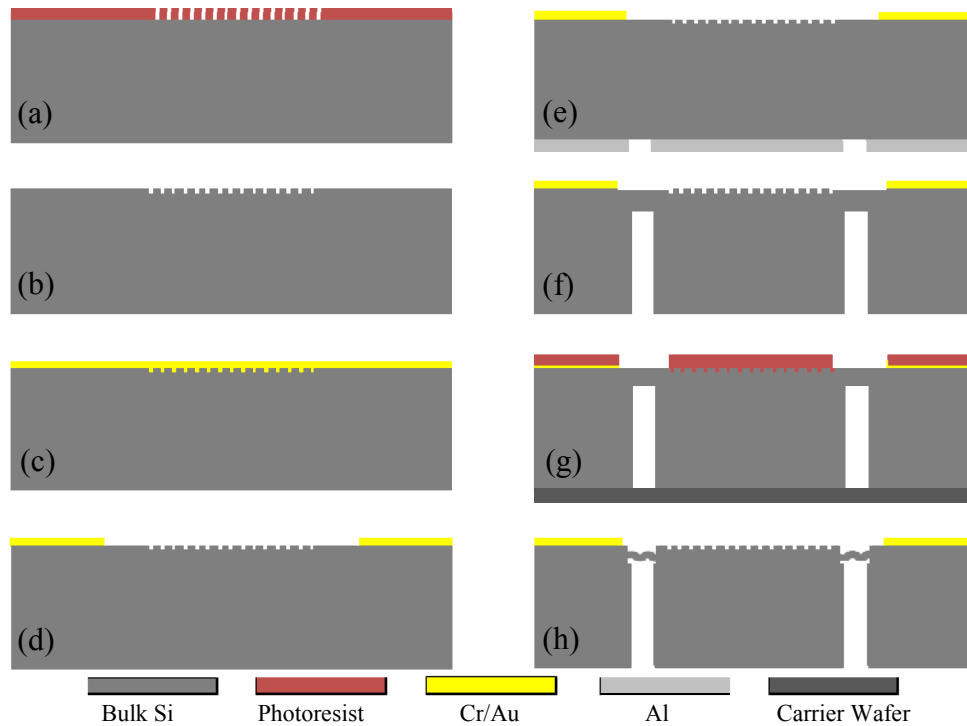 (a)
(b)
(c)
(d)
(e)
(f)
(g)
(h)
Bulk Si
Photoresist
Cr/Au
Al
Carrier Wafer